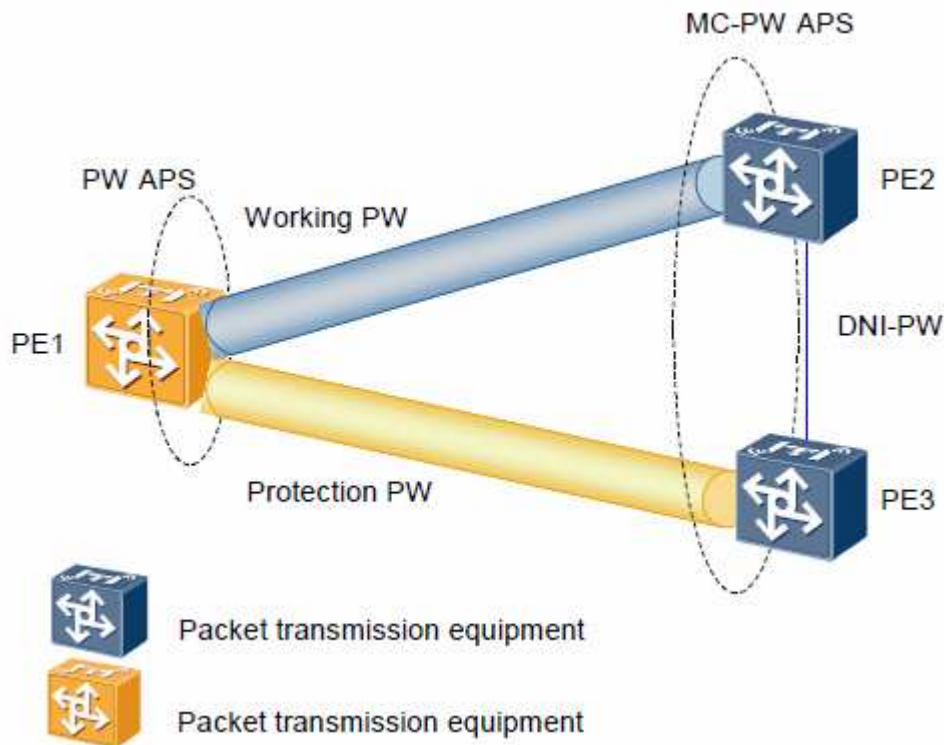 MC-PW APS
PE2
PW APS
Working PW
DNI-PW
PE1
Protection PW
PE3
Packet transmission equipment
Packet transmission equipment